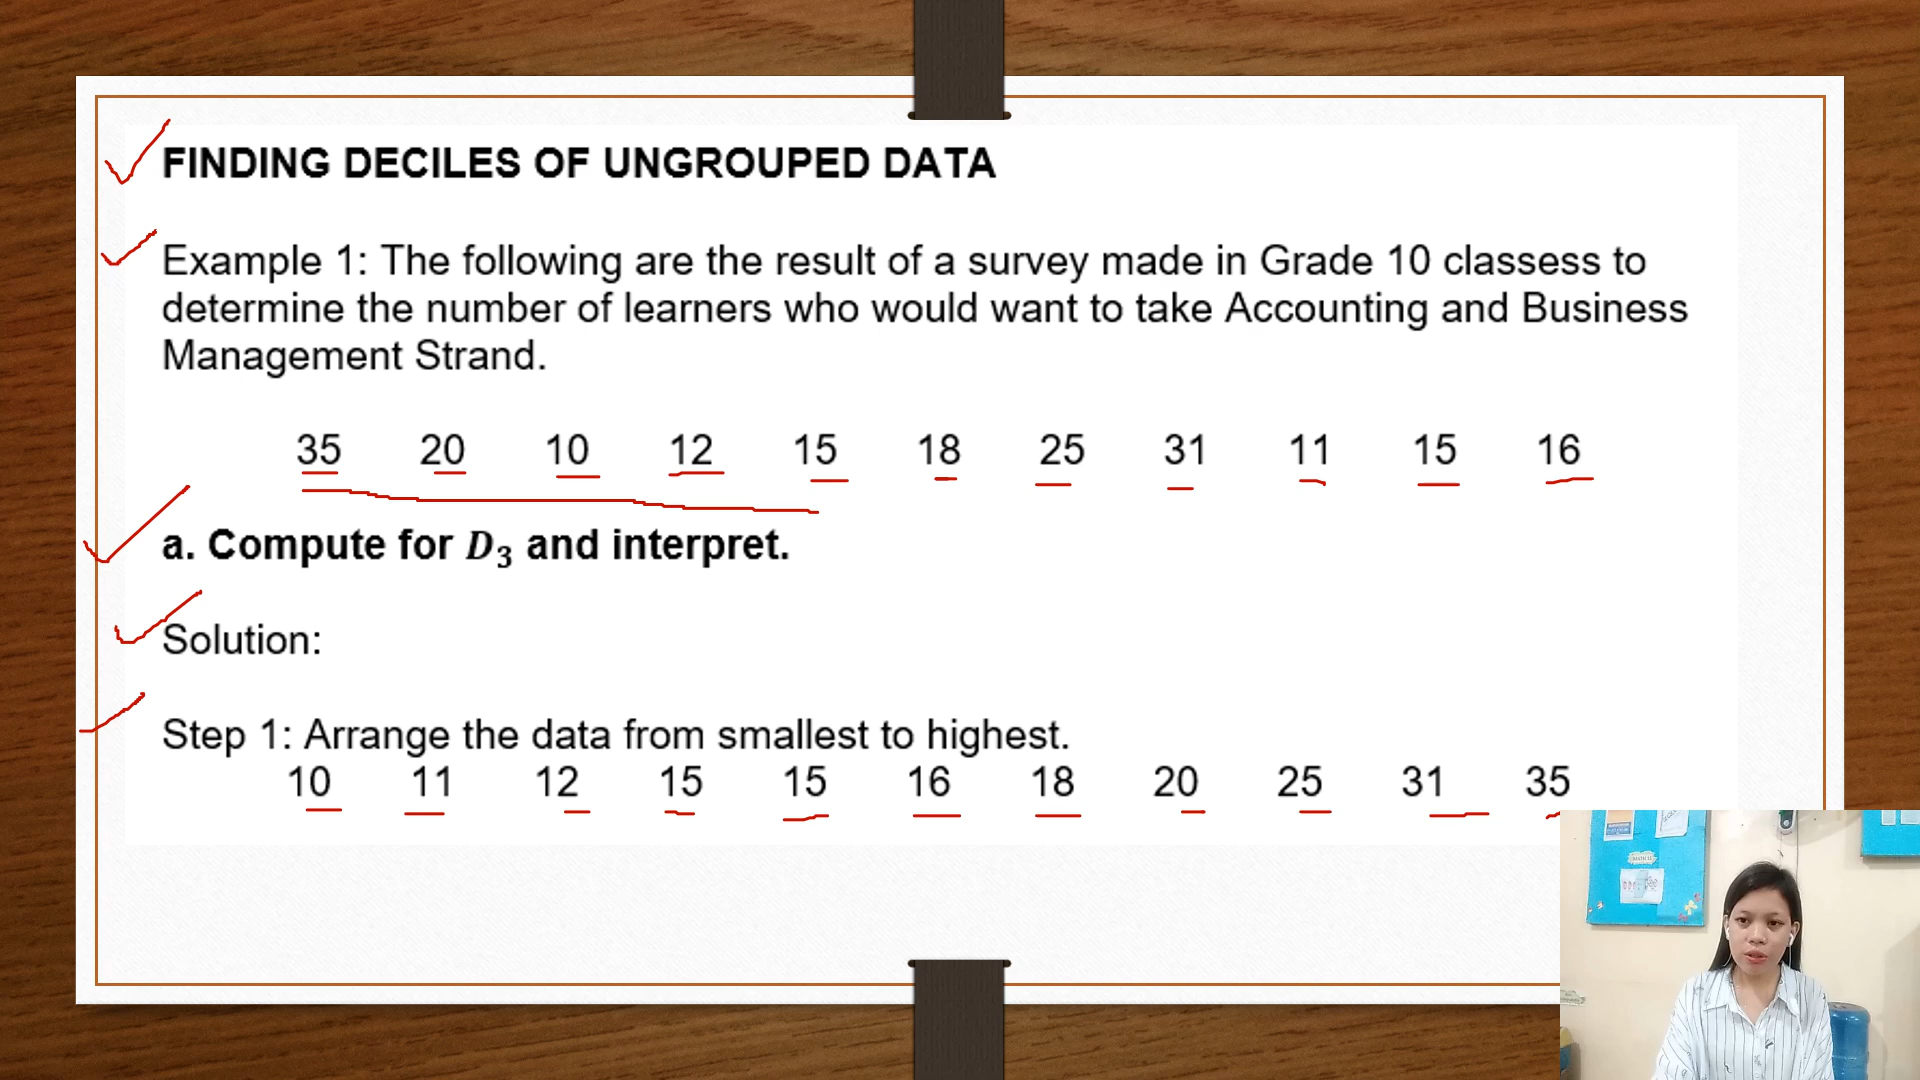 FINDING DECILES OF UNGROUPED DATA
Example 1: The following are the result of a survey made in Grade 10 classess to
determine the number of learners who would want to take Accounting and Business
Management Strand.
35 20 10 12 15 18 25 31 11 15 16
a. Compute for D₃ and interpret.
Solution:
Step 1: Arrange the data from smallest to highest.
10 11 12 15 15 16 18 20 25 31 35